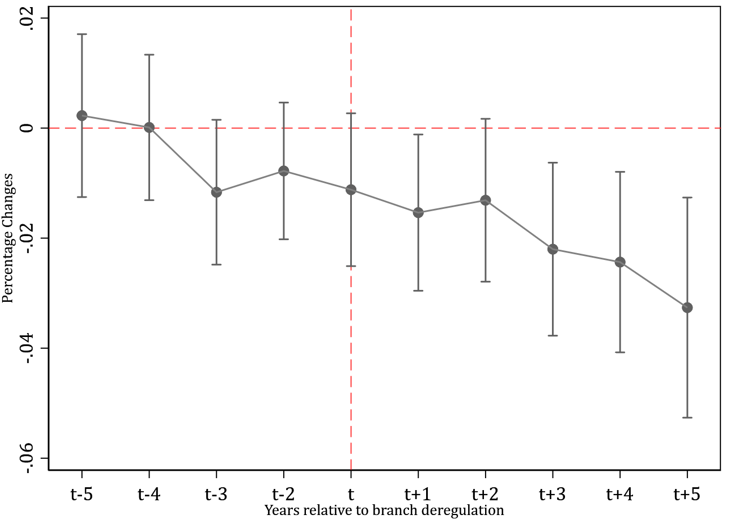 .02
0
-.02
-.04
-.06
Percentage Changes
t-5 t-4 t-3 t-2 t t+1 t+2 t+3 t+4 t+5
Years relative to branch deregulation